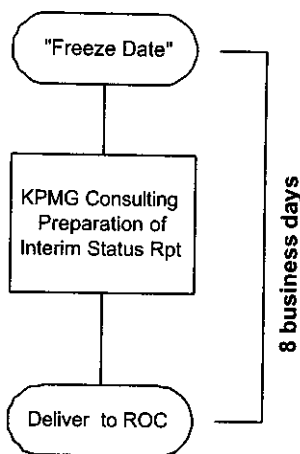 "Freeze Date"
KPMG Consulting
Preparation of
Interim Status Rpt
8 business days
Deliver to ROC